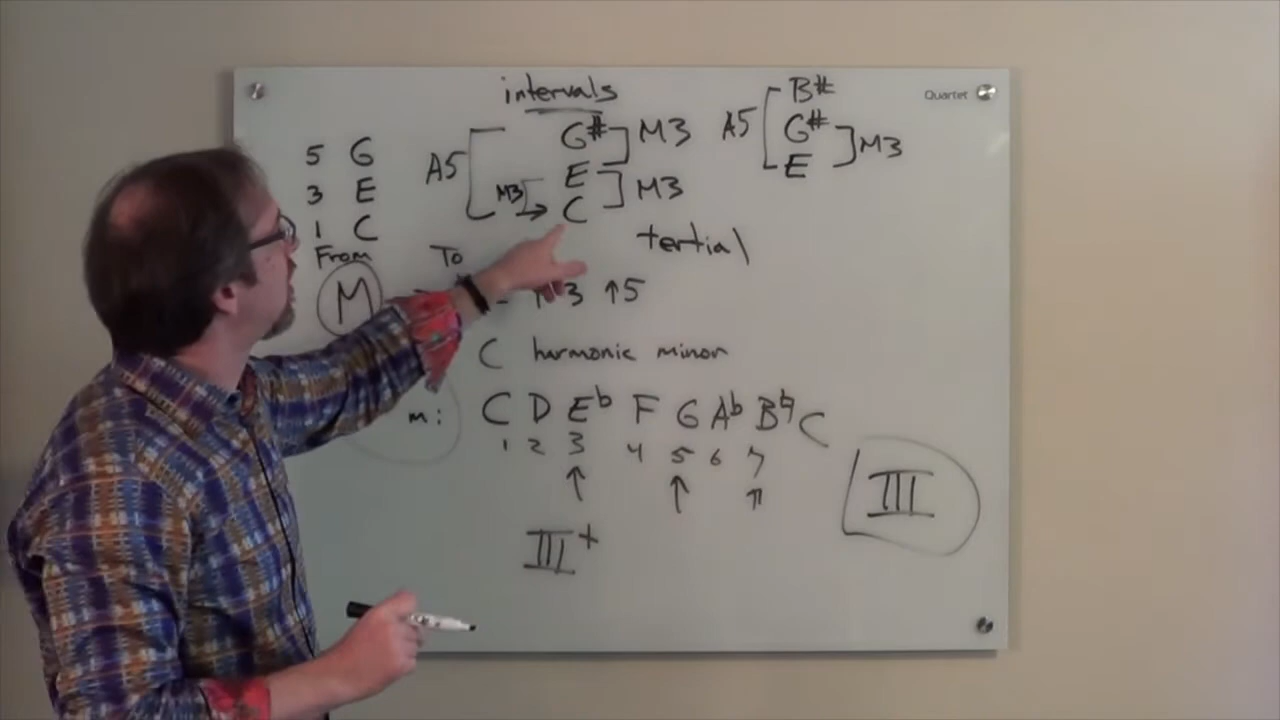 intervals
Quartet
B#
G# ] M3
A5 [ G#
5 G
A5 [
E ] M3
3 E
M3
E ] M3
1 C
C
From To
tertial
M
3 ↑5
C harmonic minor
m: C D E♭ F G A♭ B♮ C
1 2 3 4 5 6 7
↑ ↑ ⇑
III
III+